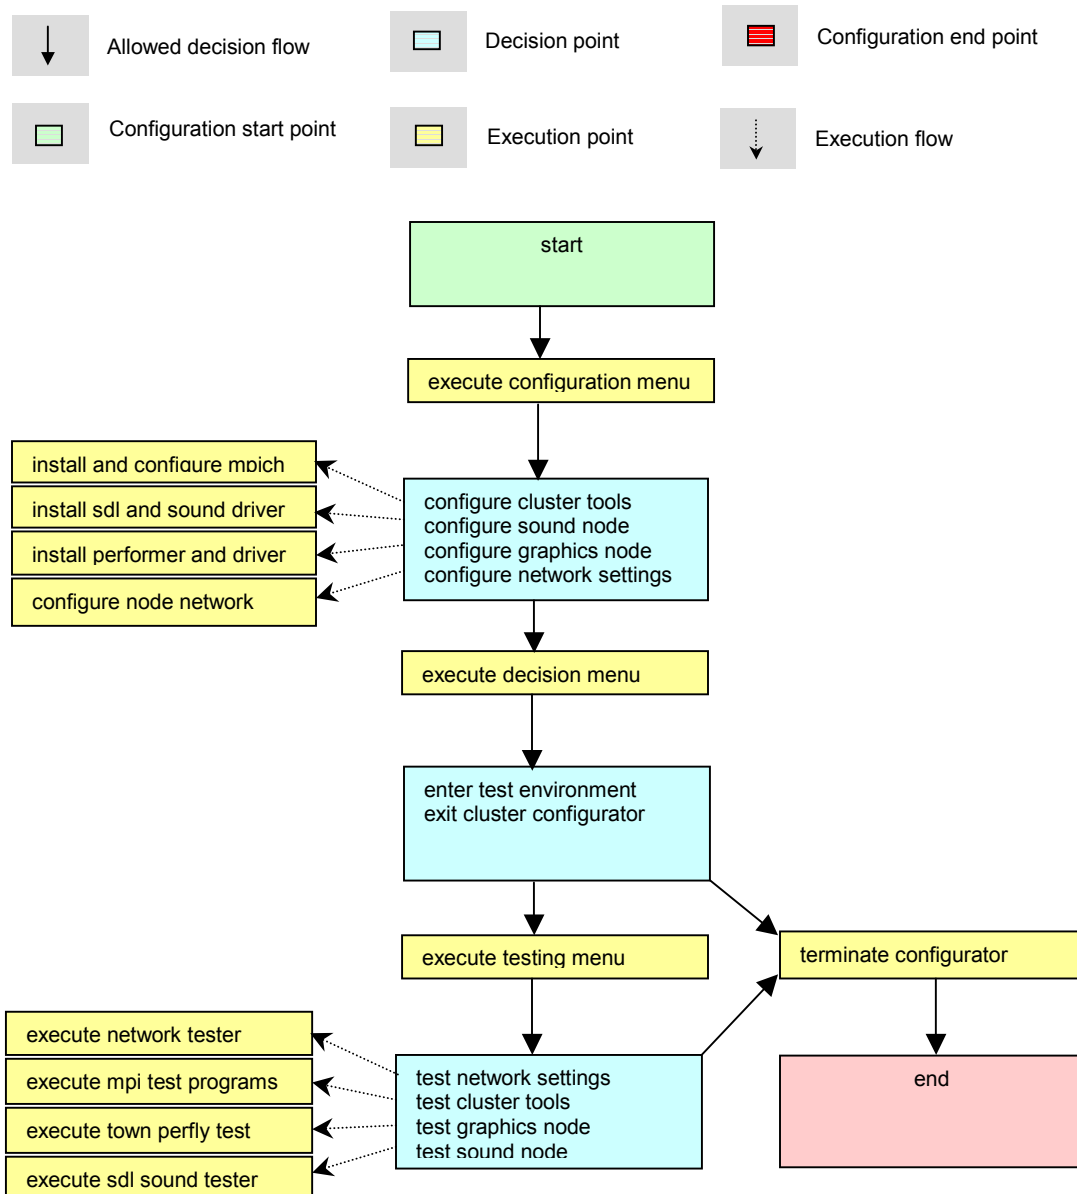 Allowed decision flow
Decision point
Configuration end point
Configuration start point
Execution point
Execution flow
start
execute configuration menu
install and configure mpich
install sdl and sound driver
install performer and driver
configure node network
configure cluster tools
configure sound node
configure graphics node
configure network settings
execute decision menu
enter test environment
exit cluster configurator
execute testing menu
terminate configurator
execute network tester
execute mpi test programs
execute town perfly test
execute sdl sound tester
test network settings
test cluster tools
test graphics node
test sound node
end